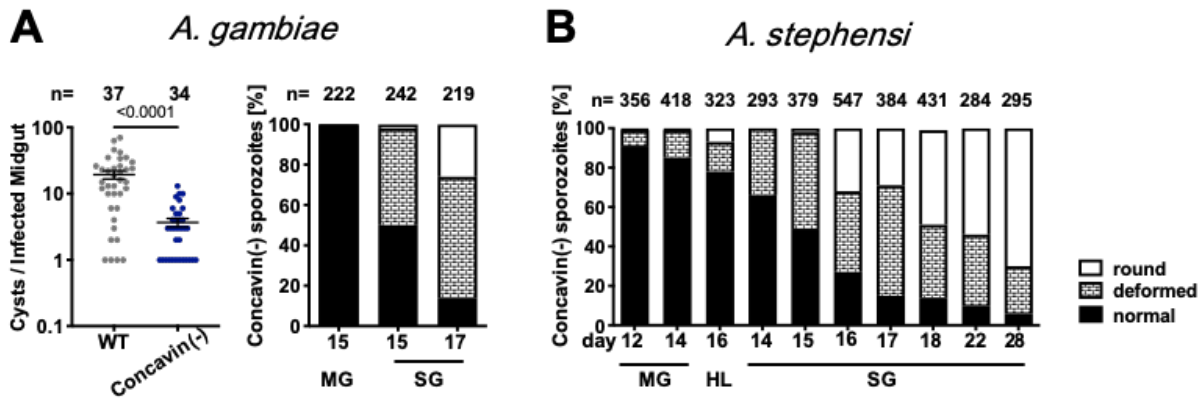 A
A. gambiae
n= 37 34
<0.0001
Cysts / Infected Midgut
100
10
1
0.1
WT
Concavin(-)
n= 222 242 219
Concavin(-) sporozoites [%]
100
80
60
40
20
0
15 15 17
MG SG
B
A. stephensi
n= 356 418 323 293 379 547 384 431 284 295
Concavin(-) sporozoites [%]
100
80
60
40
20
0
day 12 14 16 14 15 16 17 18 22 28
MG HL SG
round
deformed
normal